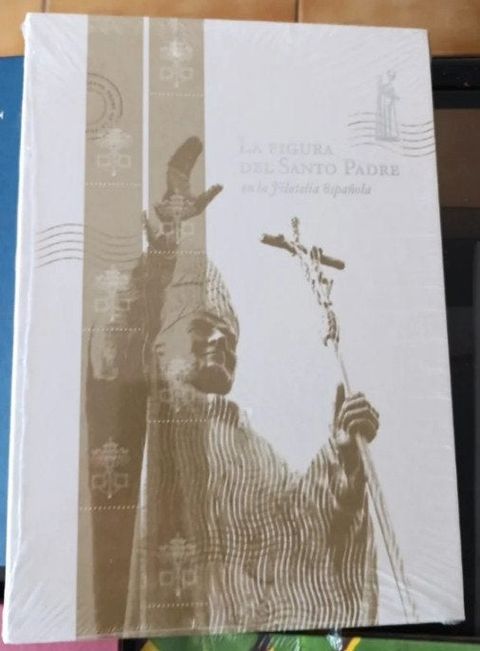 LA FIGURA
DEL SANTO PADRE
en la Filatelia Española